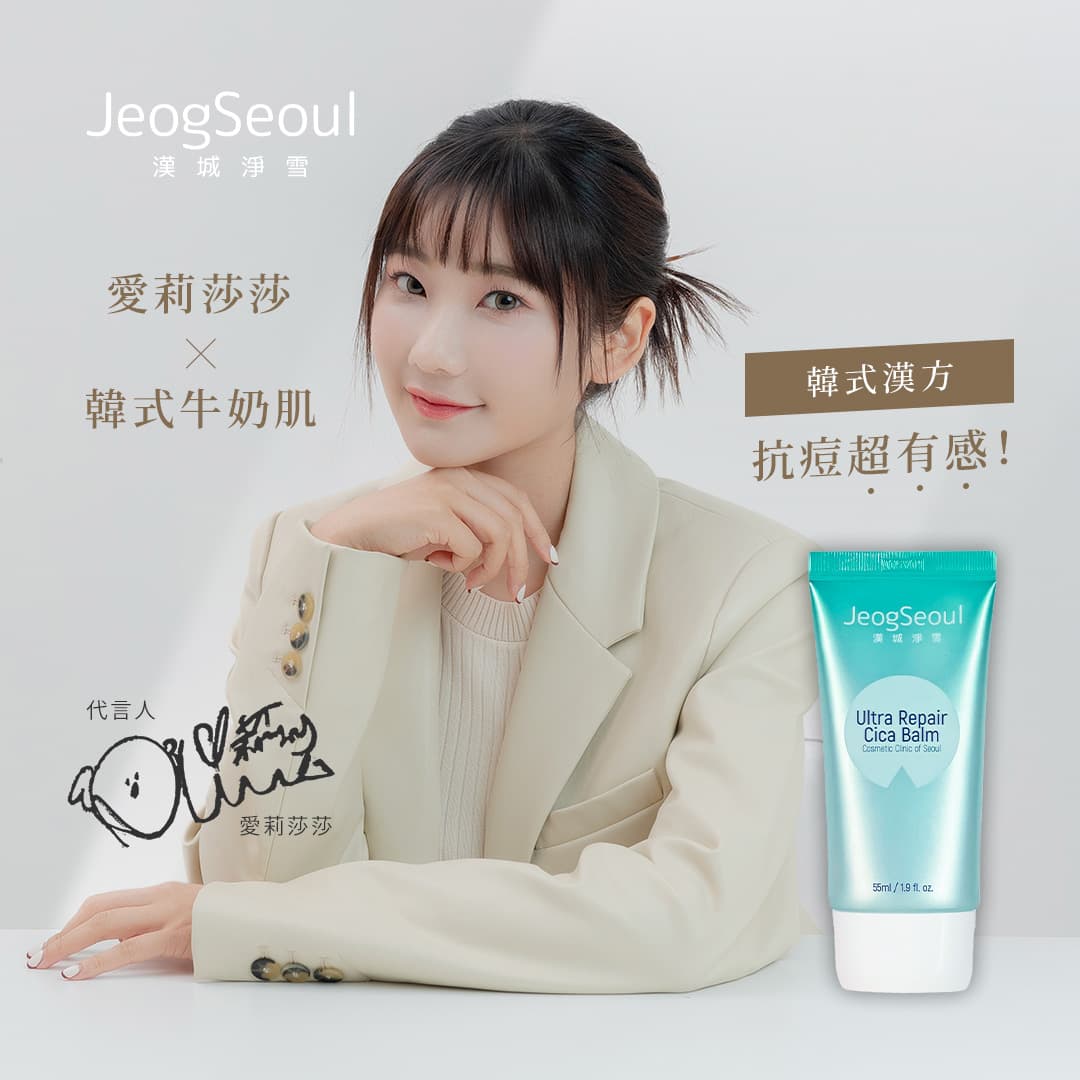 JeogSeoul
漢城淨雪
愛莉莎莎
×
韓式牛奶肌
韓式漢方
抗痘超有感！
代言人
愛莉莎莎
JeogSeoul
漢城淨雪
Ultra Repair
Cica Balm
Cosmetic Clinic of Seoul
55ml / 1.9 fl. oz.